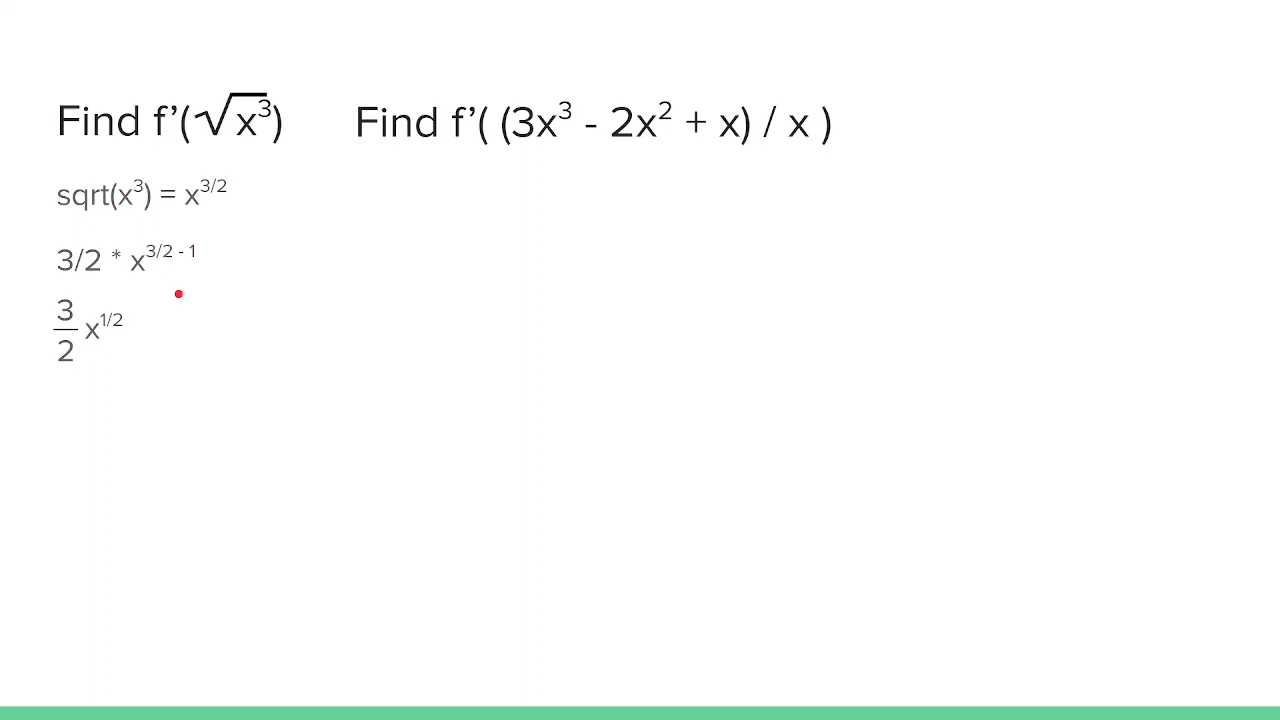 Find f’(√x³)
Find f’( (3x³ - 2x² + x) / x )
sqrt(x³) = x^3/2
3/2 * x^3/2 - 1
3/2 x^1/2